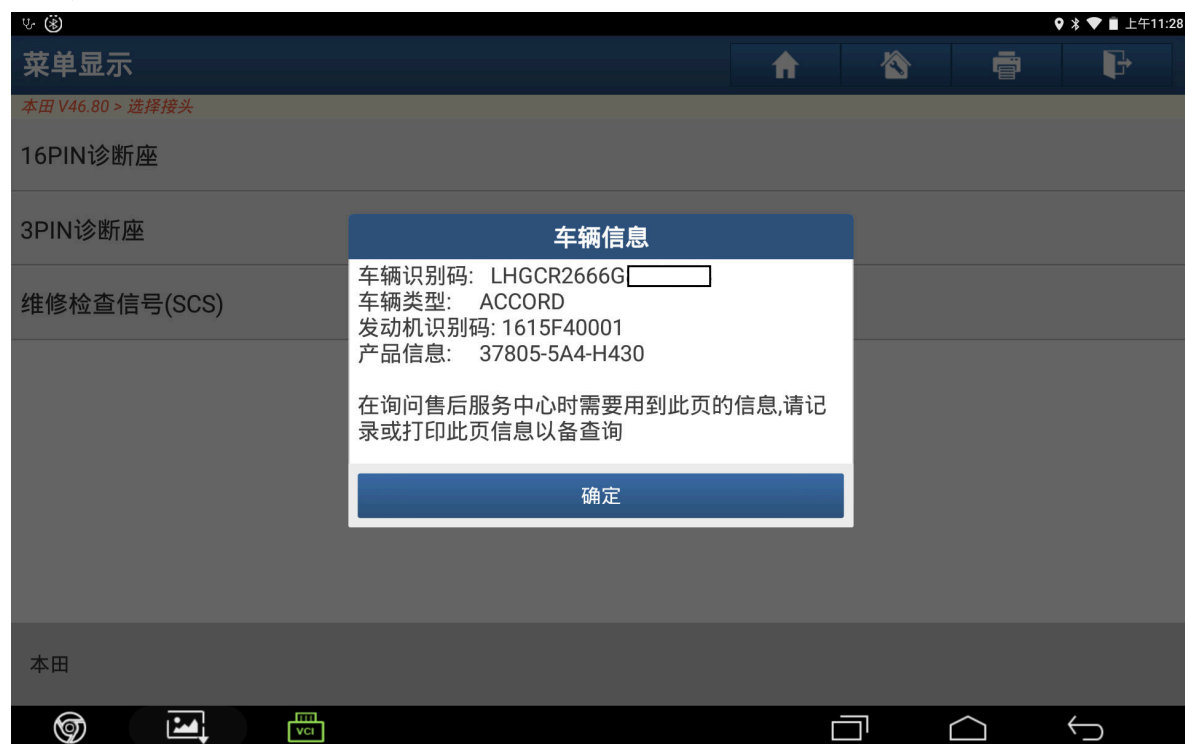 上午11:28
菜单显示
本田 V46.80 > 选择接头
16PIN诊断座
3PIN诊断座
维修检查信号(SCS)
车辆信息
车辆识别码: LHGCR2666G
车辆类型: ACCORD
发动机识别码: 1615F40001
产品信息: 37805-5A4-H430
在询问售后服务中心时需要用到此页的信息,请记
录或打印此页信息以备查询
确定
本田
VCI